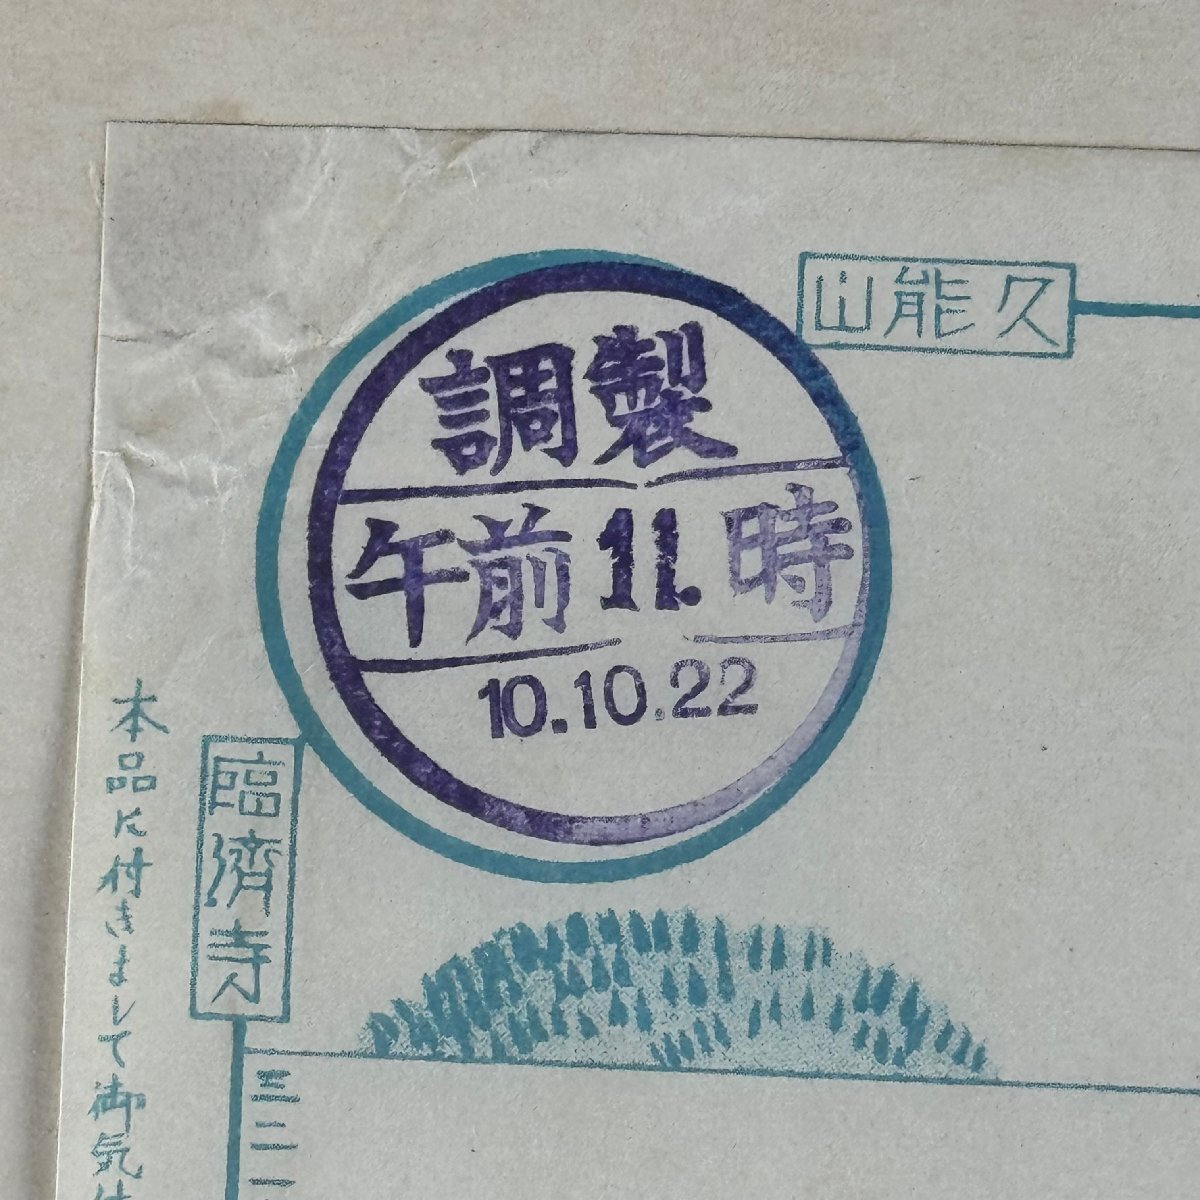 調製
午前11.時
10.10.22
山能久
臨済寺
本品に付きまして御気